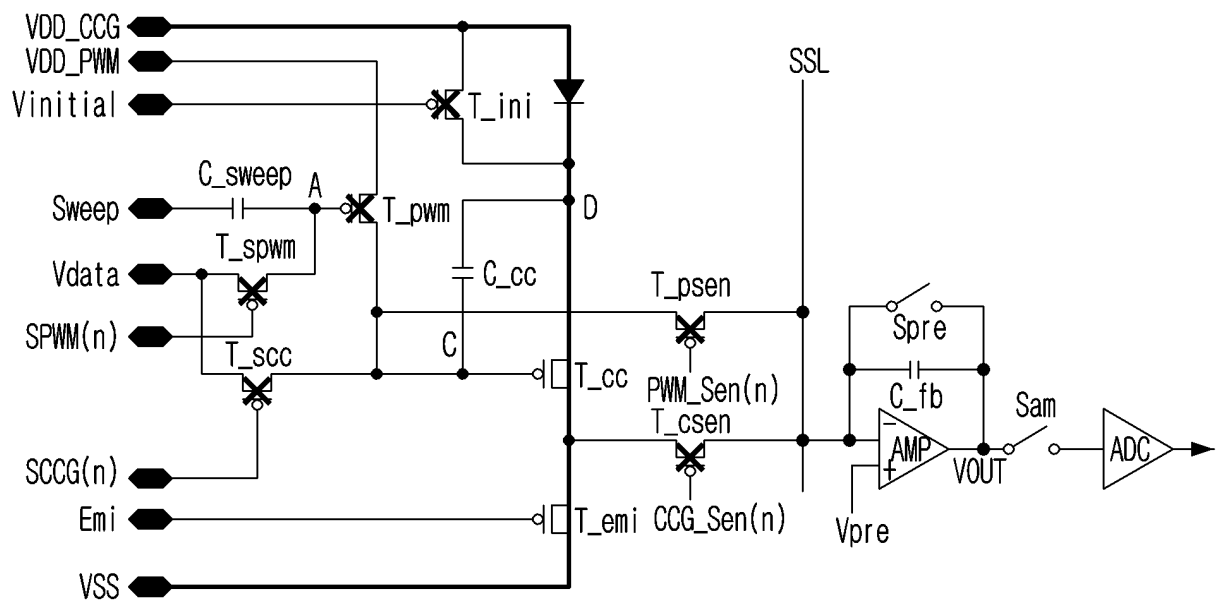 VDD_CCG
VDD_PWM
SSL
Vinitial
T_ini
C_sweep
A
Sweep
T_pwm
D
T_spwm
Vdata
C_cc
T_psen
Spre
SPWM(n)
T_scc
C
T_cc
PWM_Sen(n)
C_fb
T_csen
Sam
−
AMP
+
VOUT
ADC
SCCG(n)
Emi
T_emi
CCG_Sen(n)
Vpre
VSS